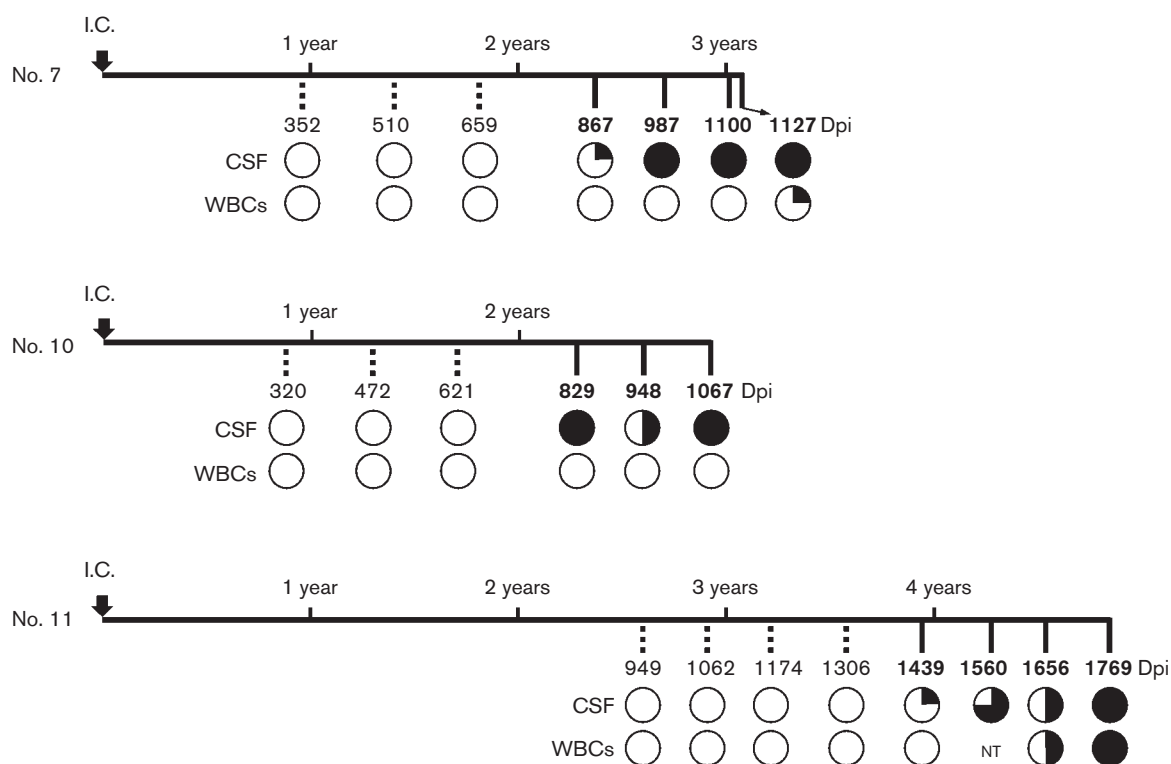 I.C.
1 year 2 years 3 years
No. 7
352 510 659 867 987 1100 1127 Dpi
CSF
WBCs
I.C.
1 year 2 years
No. 10
320 472 621 829 948 1067 Dpi
CSF
WBCs
I.C.
1 year 2 years 3 years 4 years
No. 11
949 1062 1174 1306 1439 1560 1656 1769 Dpi
CSF
WBCs NT